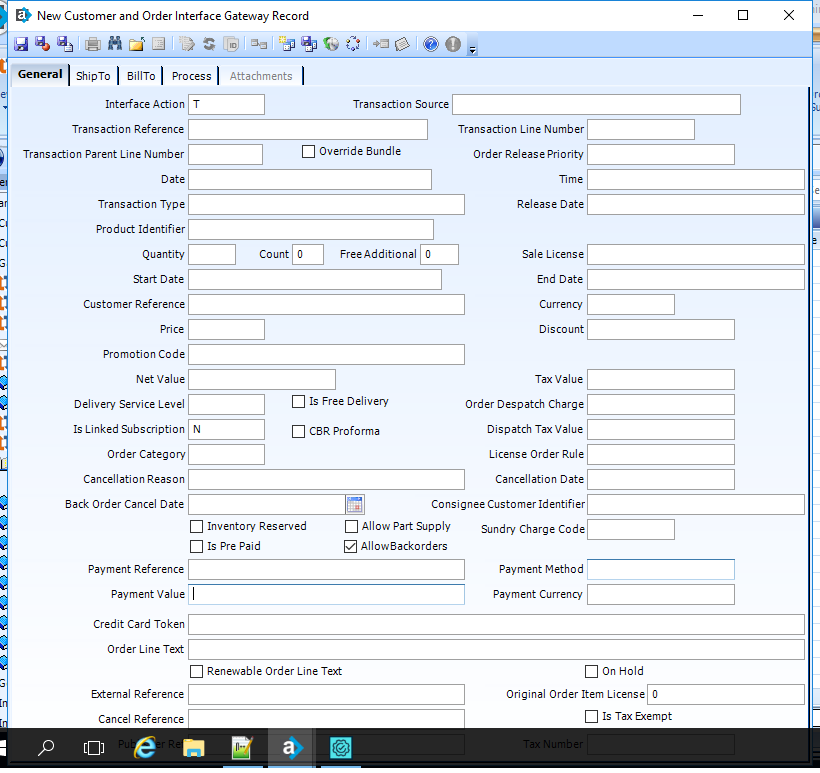 New Customer and Order Interface Gateway Record
General ShipTo BillTo Process Attachments
Interface Action T Transaction Source
Transaction Reference Transaction Line Number
Transaction Parent Line Number Override Bundle Order Release Priority
Date Time
Transaction Type Release Date
Product Identifier
Quantity Count 0 Free Additional 0 Sale License
Start Date End Date
Customer Reference Currency
Price Discount
Promotion Code
Net Value Tax Value
Delivery Service Level Is Free Delivery Order Despatch Charge
Is Linked Subscription N CBR Proforma Dispatch Tax Value
Order Category License Order Rule
Cancellation Reason Cancellation Date
Back Order Cancel Date Consignee Customer Identifier
Inventory Reserved Allow Part Supply Sundry Charge Code
Is Pre Paid AllowBackorders
Payment Reference Payment Method
Payment Value Payment Currency
Credit Card Token
Order Line Text
Renewable Order Line Text On Hold
External Reference Original Order Item License 0
Cancel Reference Is Tax Exempt
Tax Number